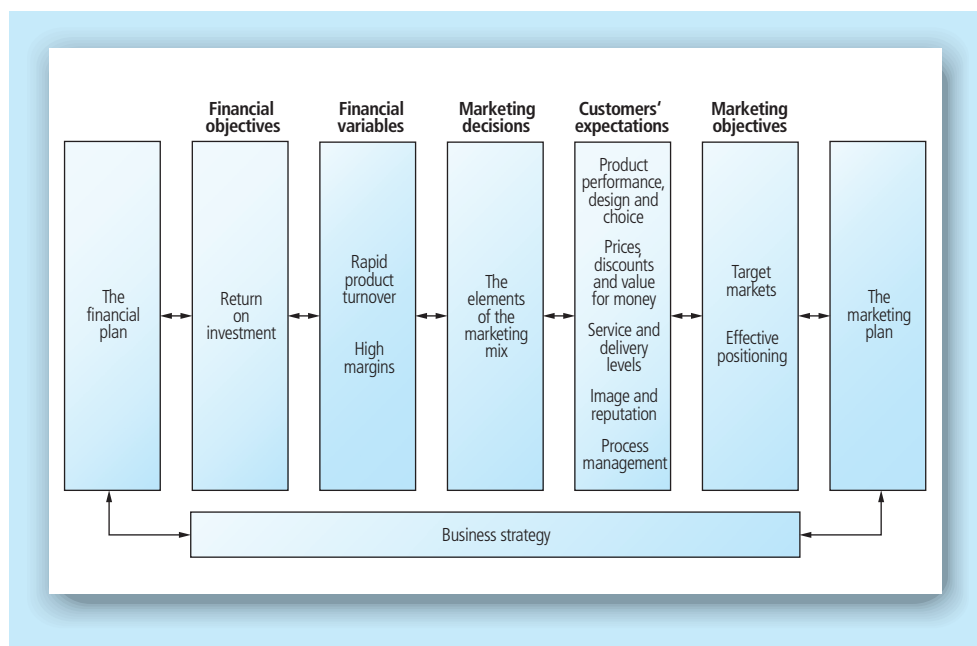 Financial
objectives
Financial
variables
Marketing
decisions
Customers’
expectations
Marketing
objectives
The
financial
plan
Return
on
investment
Rapid
product
turnover
High
margins
The
elements
of the
marketing
mix
Product
performance,
design and
choice
Prices,
discounts
and value
for money
Service and
delivery
levels
Image and
reputation
Process
management
Target
markets
Effective
positioning
The
marketing
plan
Business strategy